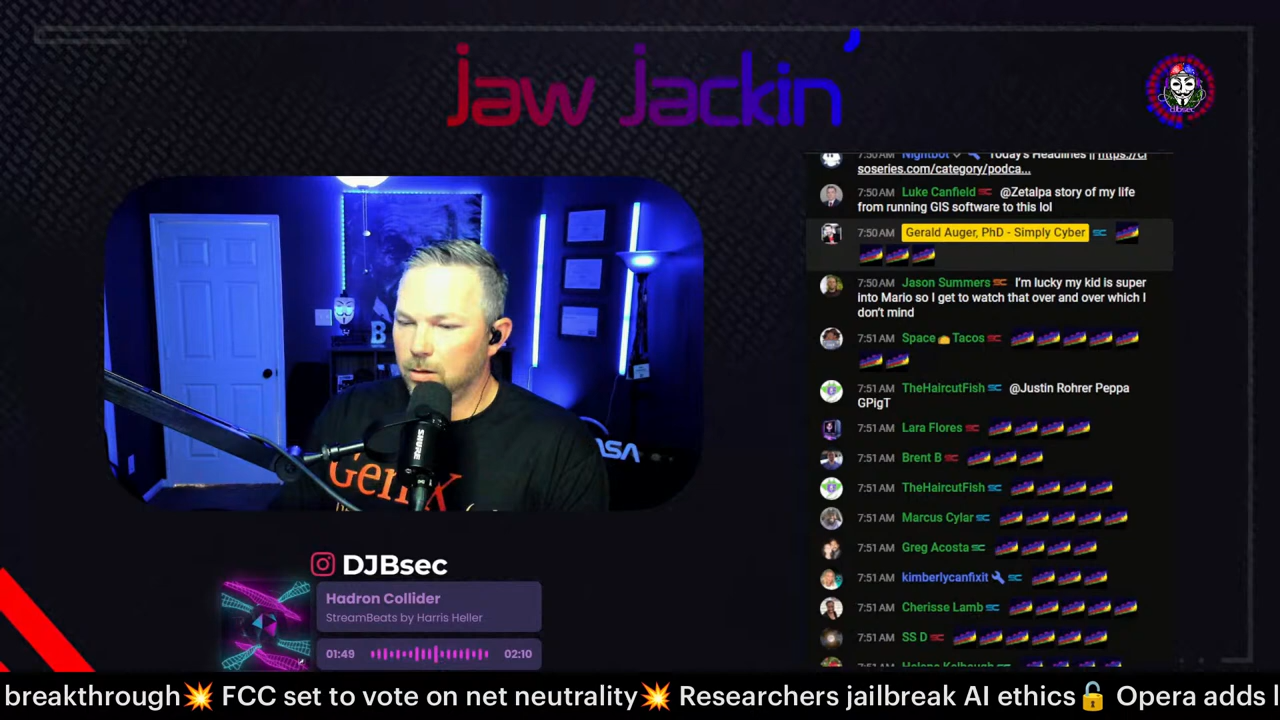 jaw Jackin’
7:50 AM Nightbot Today's Headlines || https://ci
soseries.com/category/podca...
7:50 AM Luke Canfield @Zetalpa story of my life
from running GIS software to this lol
7:50 AM Gerald Auger, PhD - Simply Cyber
7:50 AM Jason Summers I'm lucky my kid is super
into Mario so I get to watch that over and over which I
don't mind
7:51 AM Space Tacos
7:51 AM TheHaircutFish @Justin Rohrer Peppa
GPigT
7:51 AM Lara Flores
7:51 AM Brent B
7:51 AM TheHaircutFish
7:51 AM Marcus Cylar
7:51 AM Greg Acosta
7:51 AM kimberlycanfixit
7:51 AM Cherisse Lamb
7:51 AM SS D
B
SHURE
Gen X
ASA
DJBsec
Hadron Collider
StreamBeats by Harris Heller
01:49 02:10
breakthrough💥 FCC set to vote on net neutrality💥 Researchers jailbreak AI ethics🔓 Opera adds l